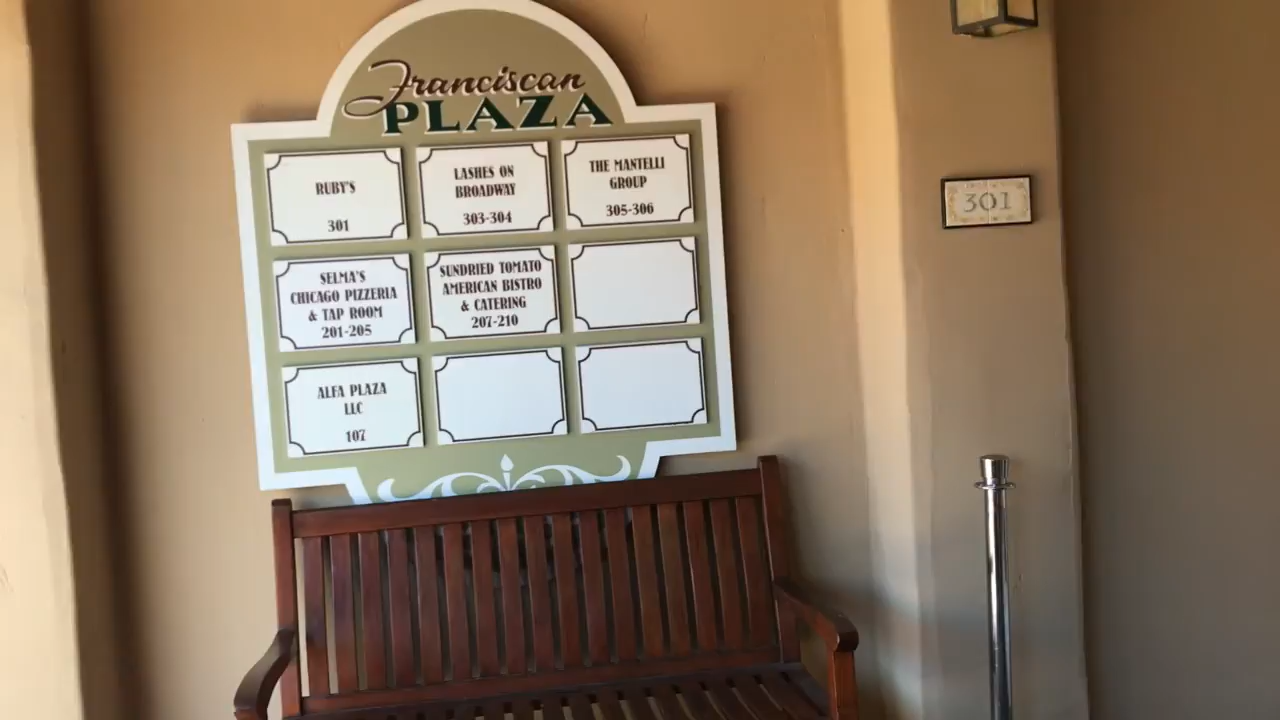 Franciscan
PLAZA
RUBY'S
301
LASHES ON
BROADWAY
303-304
THE MANTELLI
GROUP
305-306
SELMA'S
CHICAGO PIZZERIA
& TAP ROOM
201-205
SUNDRIED TOMATO
AMERICAN BISTRO
& CATERING
207-210
ALFA PLAZA
LLC
107
301